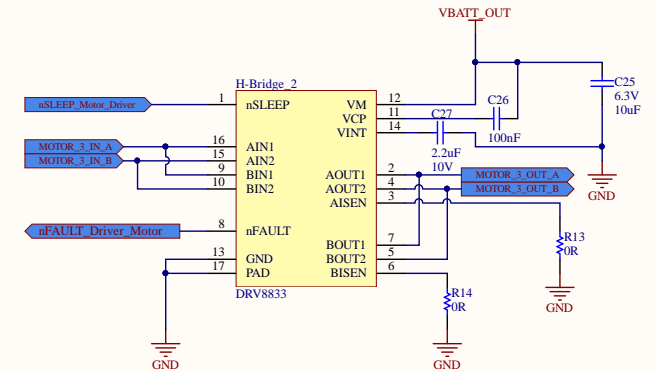 VBATT_OUT
H-Bridge_2
C25
6.3V
10uF
nSLEEP_Motor_Driver
1
nSLEEP
VM
12
C26
100nF
VCP
11
C27
2.2uF
10V
VINT
14
MOTOR_3_IN_A
16
AIN1
MOTOR_3_IN_B
15
AIN2
9
BIN1
10
BIN2
AOUT1
2
MOTOR_3_OUT_A
AOUT2
4
MOTOR_3_OUT_B
AISEN
3
GND
nFAULT_Driver_Motor
8
nFAULT
BOUT1
7
BOUT2
5
R13
0R
13
GND
17
PAD
BISEN
6
DRV8833
R14
0R
GND
GND
GND